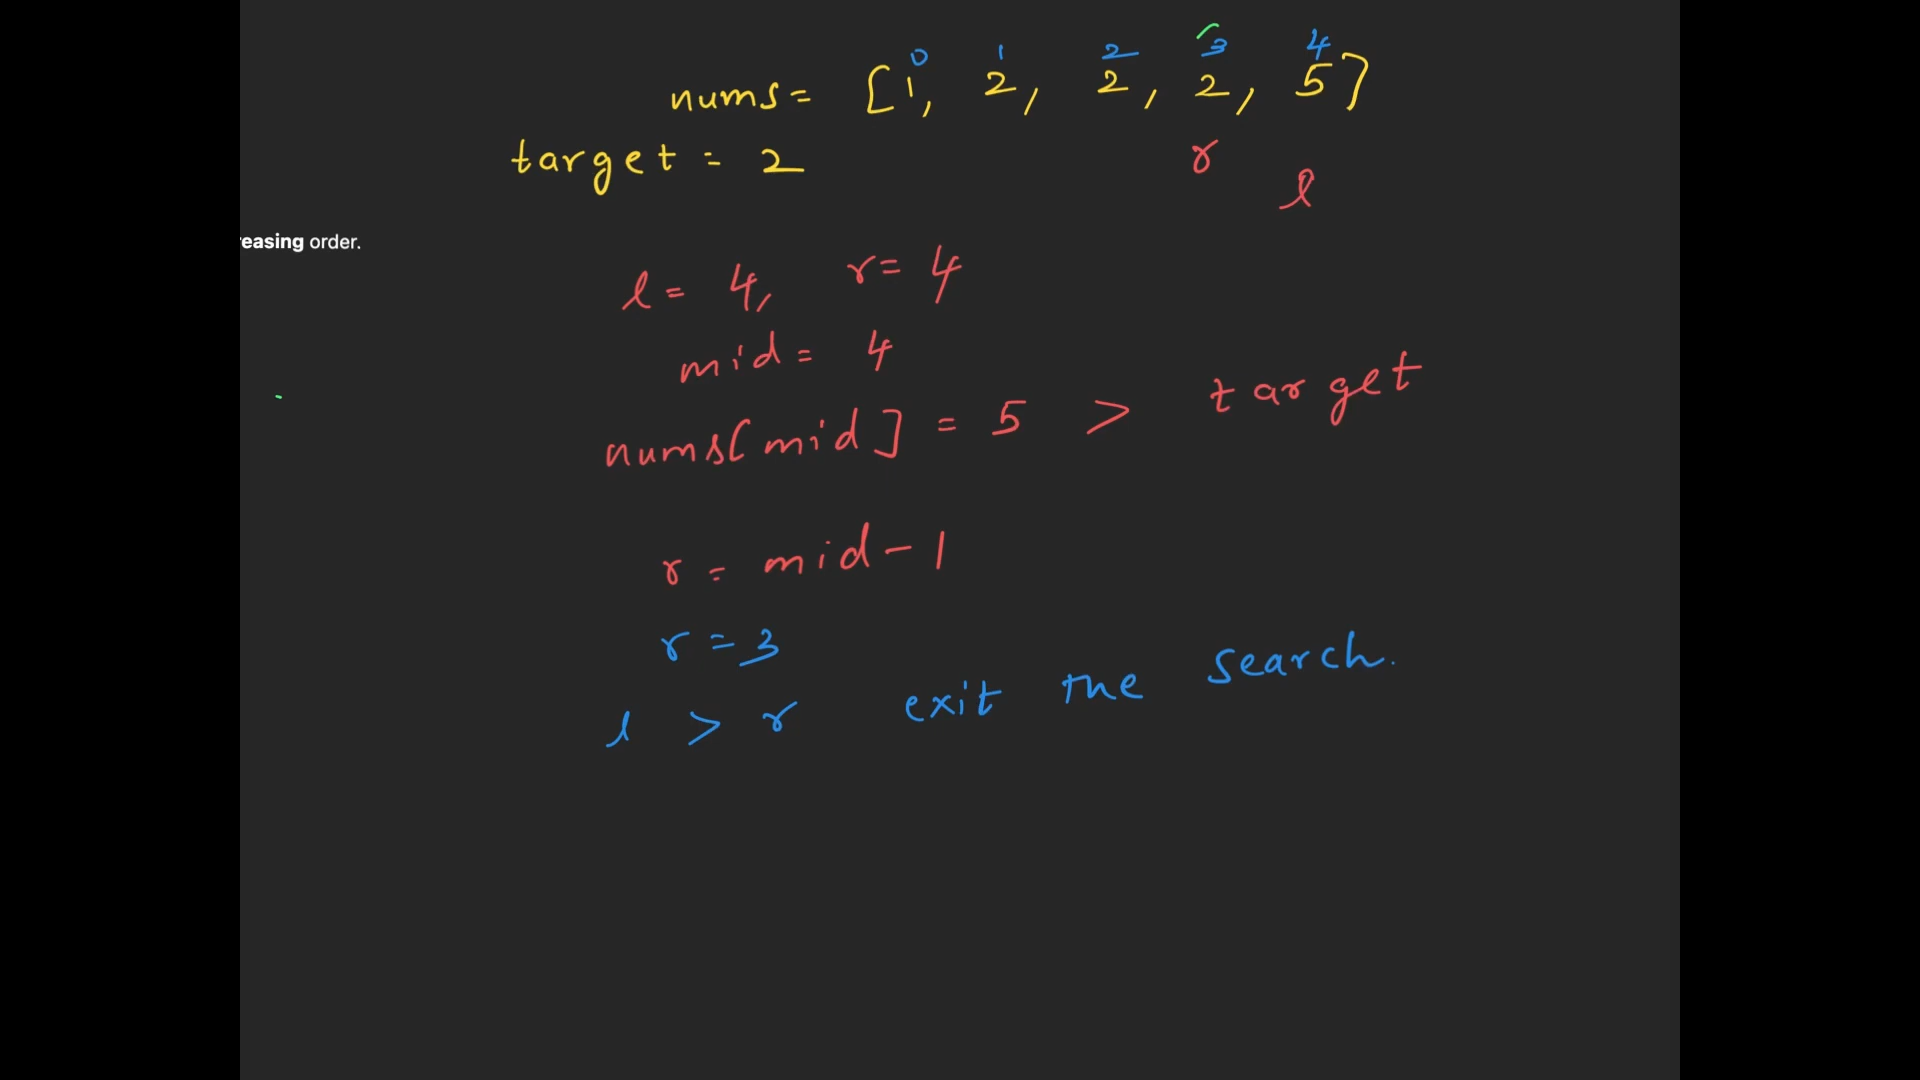 0 1 2 3 4
nums = [1, 2, 2, 2, 5]
target = 2
r
l
reasing order.
l = 4, r = 4
mid = 4
nums[mid] = 5 > target
r = mid - 1
r = 3
l > r exit the search.